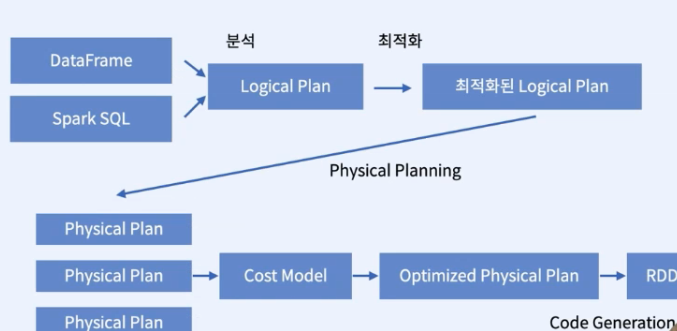 분석
최적화
DataFrame
Spark SQL
Logical Plan
최적화된 Logical Plan
Physical Planning
Physical Plan
Physical Plan
Physical Plan
Cost Model
Optimized Physical Plan
RDD
Code Generation